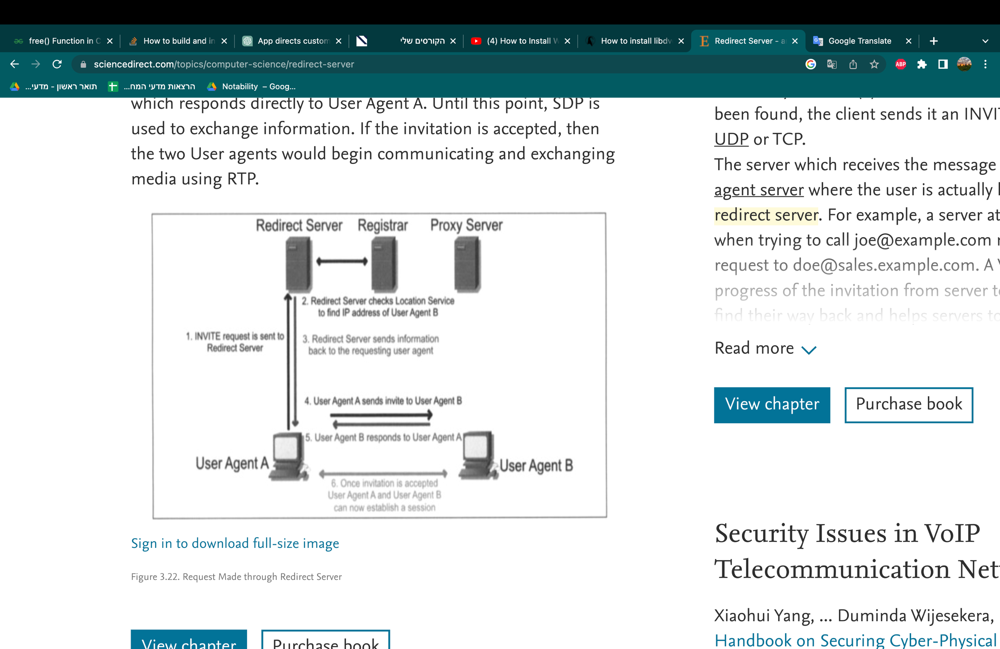 free() Function in C
How to build and in
App directs custom
הקורסים שלי
(4) How to Install W
How to install libdv
Redirect Server - a
Google Translate
sciencedirect.com/topics/computer-science/redirect-server
ABP
תואר ראשון - מדעי...
הרצאות מדעי המח...
Notability – Goog...
which responds directly to User Agent A. Until this point, SDP is
used to exchange information. If the invitation is accepted, then
the two User agents would begin communicating and exchanging
media using RTP.
Redirect Server
Registrar
Proxy Server
2. Redirect Server checks Location Service
to find IP address of User Agent B
1. INVITE request is sent to
Redirect Server
3. Redirect Server sends information
back to the requesting user agent
4. User Agent A sends invite to User Agent B
5. User Agent B responds to User Agent A
User Agent A
User Agent B
6. Once invitation is accepted
User Agent A and User Agent B
can now establish a session
Sign in to download full-size image
Figure 3.22. Request Made through Redirect Server
View chapter
Purchase book
been found, the client sends it an INVI
UDP or TCP.
The server which receives the message
agent server where the user is actually
redirect server. For example, a server at
when trying to call joe@example.com
request to doe@sales.example.com. A
progress of the invitation from server
find their way back and helps servers to
Read more
View chapter
Purchase book
Security Issues in VoIP
Telecommunication Net
Xiaohui Yang, ... Duminda Wijesekera,
Handbook on Securing Cyber-Physical